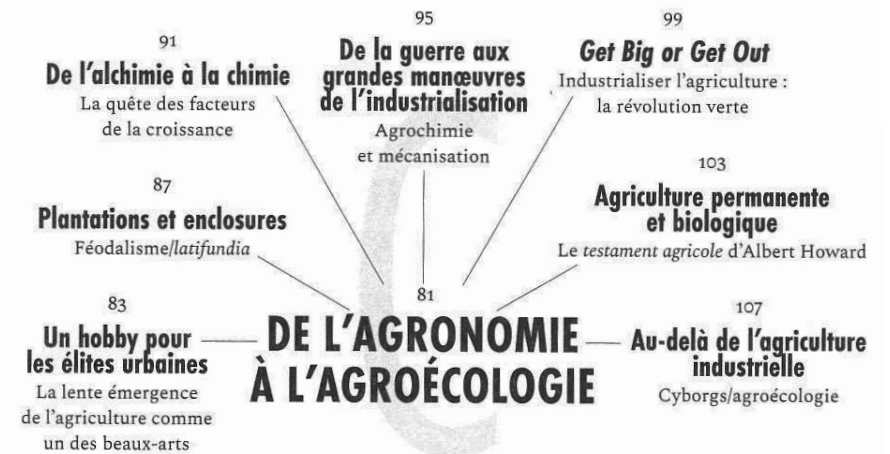 91
De l'alchimie à la chimie
La quête des facteurs
de la croissance
95
De la guerre aux
grandes manœuvres
de l'industrialisation
Agrochimie
et mécanisation
99
Get Big or Get Out
Industrialiser l'agriculture :
la révolution verte
87
Plantations et enclosures
Féodalisme/latifundia
103
Agriculture permanente
et biologique
Le testament agricole d'Albert Howard
83
Un hobby pour
les élites urbaines
La lente émergence
de l'agriculture comme
un des beaux-arts
81
DE L'AGRONOMIE
À L'AGROÉCOLOGIE
107
Au-delà de l'agriculture
industrielle
Cyborgs/agroécologie